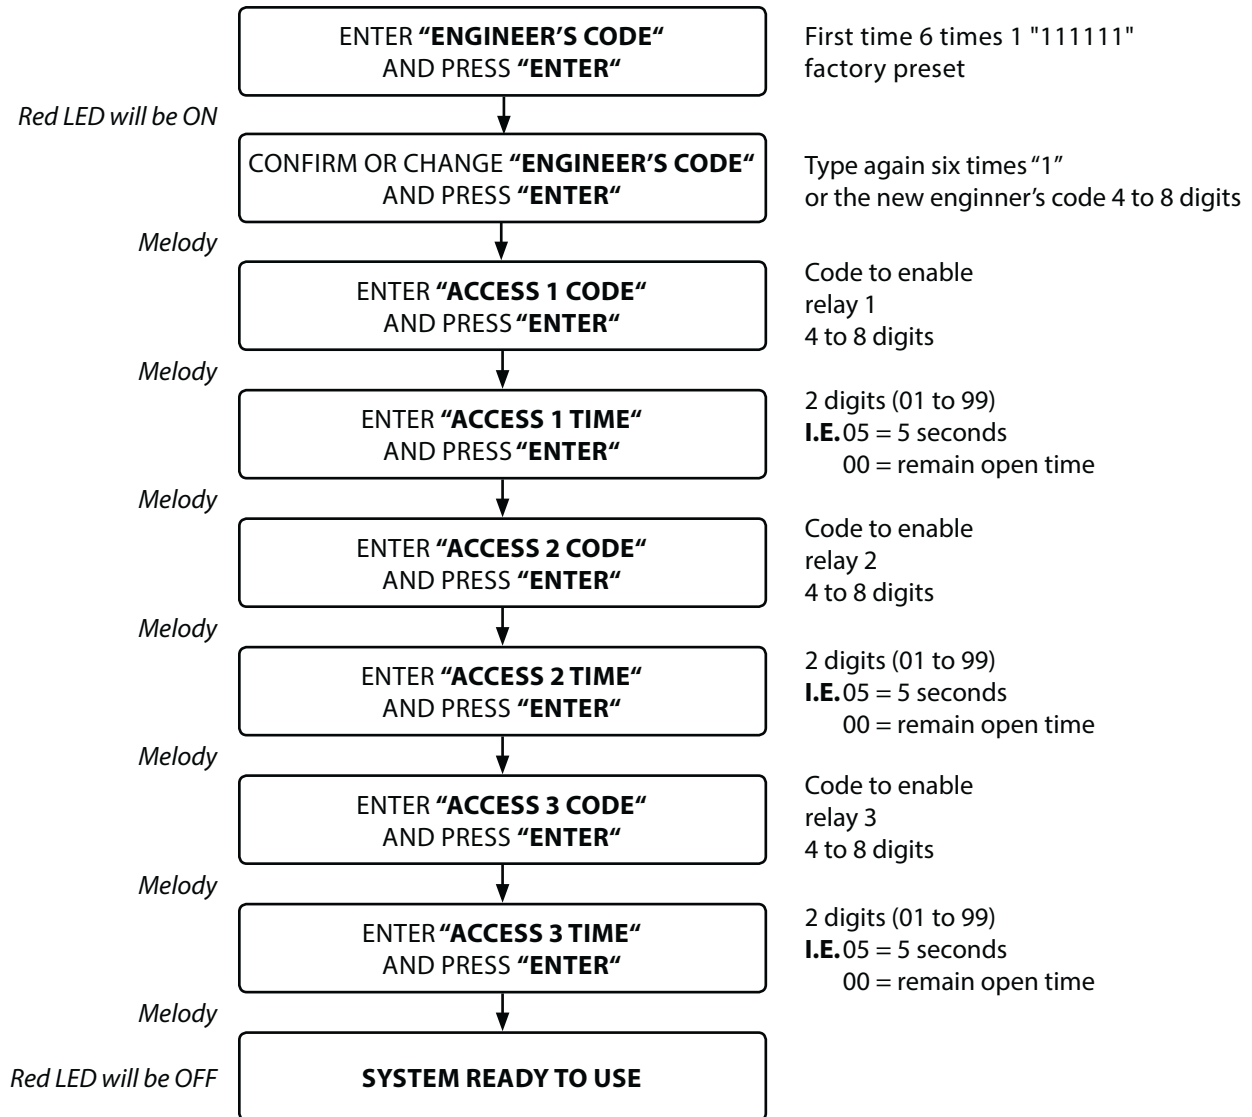 ENTER “ENGINEER’S CODE“
AND PRESS “ENTER“
First time 6 times 1 "111111"
factory preset
Red LED will be ON
CONFIRM OR CHANGE “ENGINEER’S CODE“
AND PRESS “ENTER“
Type again six times “1”
or the new enginner’s code 4 to 8 digits
Melody
ENTER “ACCESS 1 CODE“
AND PRESS “ENTER“
Code to enable
relay 1
4 to 8 digits
Melody
ENTER “ACCESS 1 TIME“
AND PRESS “ENTER“
2 digits (01 to 99)
I.E. 05 = 5 seconds
00 = remain open time
Melody
ENTER “ACCESS 2 CODE“
AND PRESS “ENTER“
Code to enable
relay 2
4 to 8 digits
Melody
ENTER “ACCESS 2 TIME“
AND PRESS “ENTER“
2 digits (01 to 99)
I.E. 05 = 5 seconds
00 = remain open time
Melody
ENTER “ACCESS 3 CODE“
AND PRESS “ENTER“
Code to enable
relay 3
4 to 8 digits
Melody
ENTER “ACCESS 3 TIME“
AND PRESS “ENTER“
2 digits (01 to 99)
I.E. 05 = 5 seconds
00 = remain open time
Melody
Red LED will be OFF
SYSTEM READY TO USE